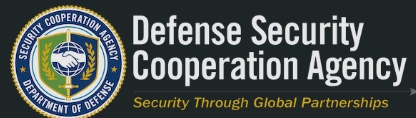 SECURITY COOPERATION AGENCY
DEPARTMENT OF DEFENSE
Defense Security
Cooperation Agency
Security Through Global Partnerships